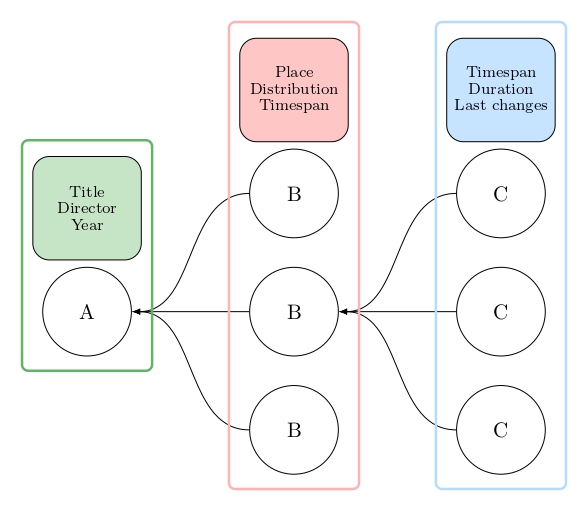 Title
Director
Year
A
Place
Distribution
Timespan
B
B
B
Timespan
Duration
Last changes
C
C
C